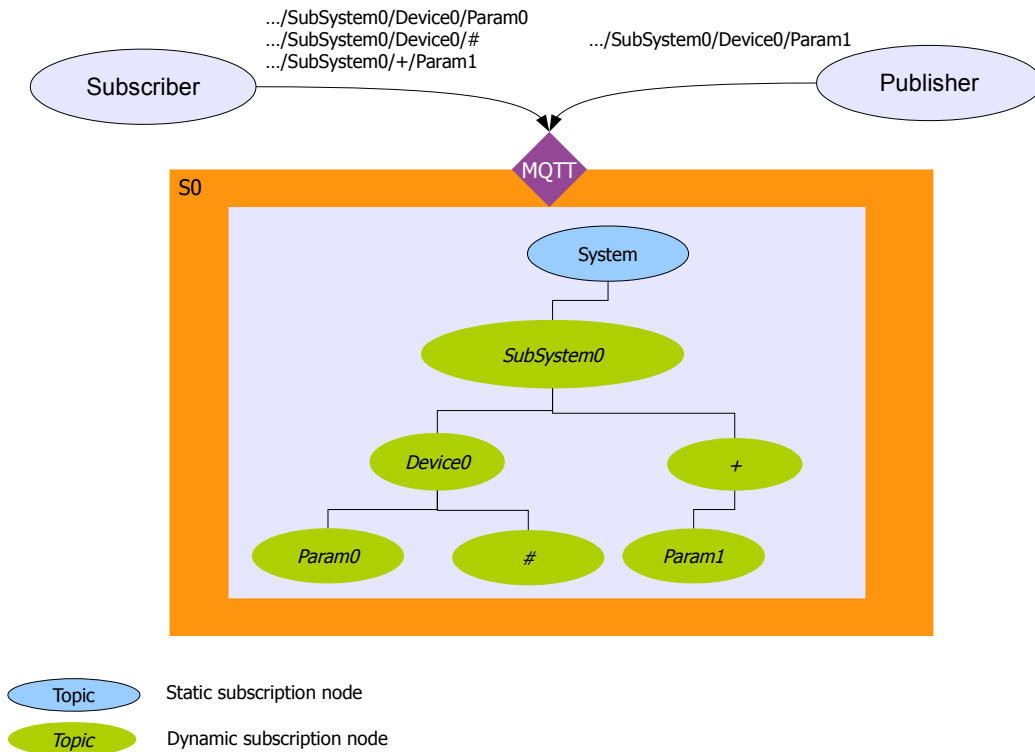 …/SubSystem0/Device0/Param0
…/SubSystem0/Device0/#
…/SubSystem0/+/Param1
…/SubSystem0/Device0/Param1
Subscriber
Publisher
MQTT
S0
System
SubSystem0
Device0
+
Param0
#
Param1
Topic
Static subscription node
Topic
Dynamic subscription node